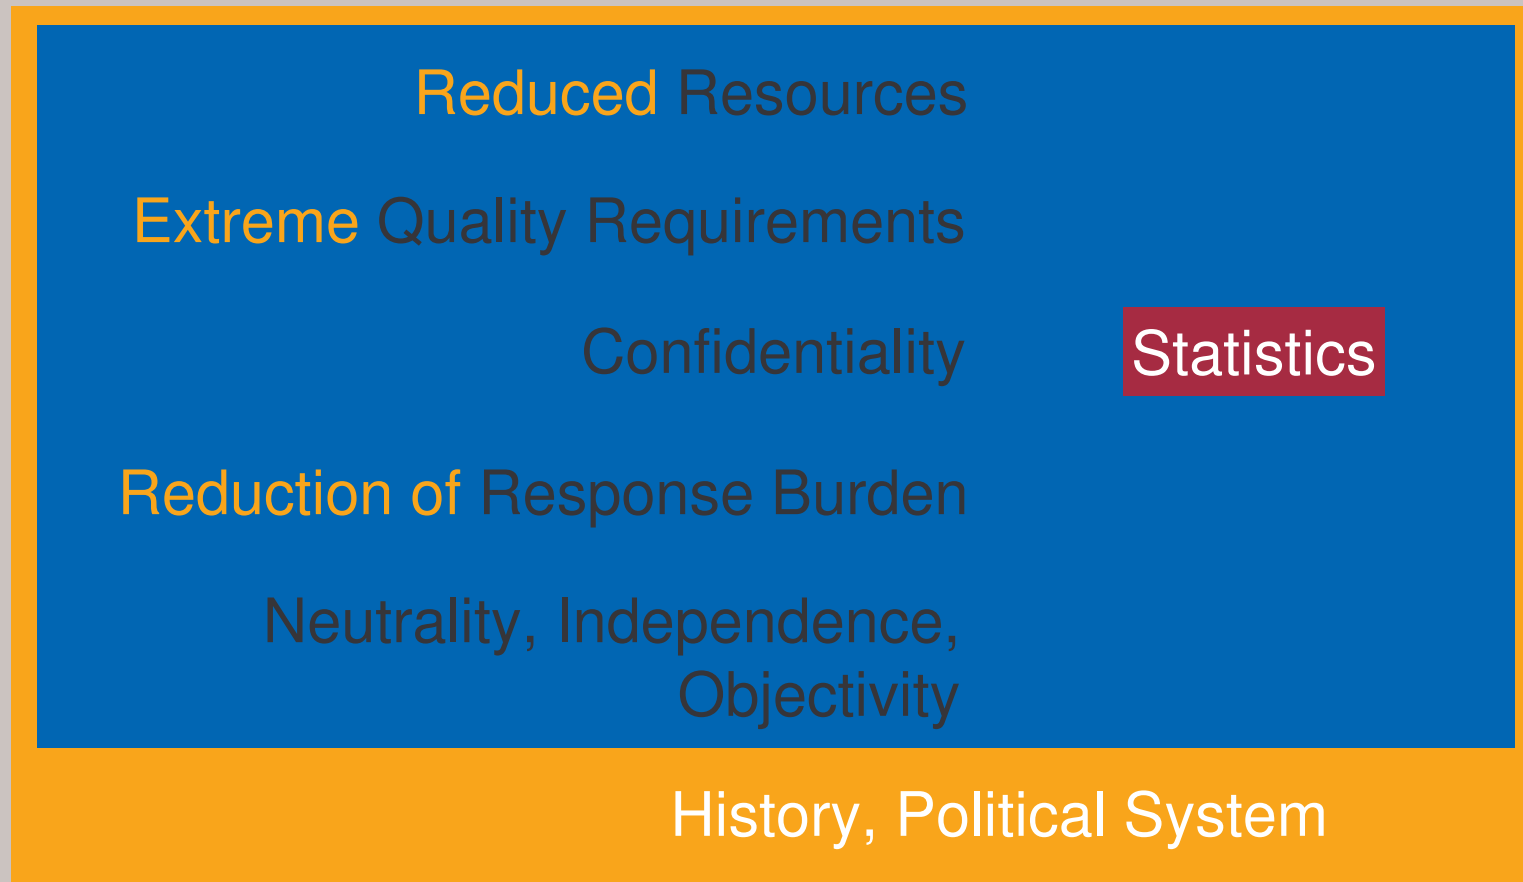 Reduced Resources
Extreme Quality Requirements
Confidentiality
Statistics
Reduction of Response Burden
Neutrality, Independence,
Objectivity
History, Political System